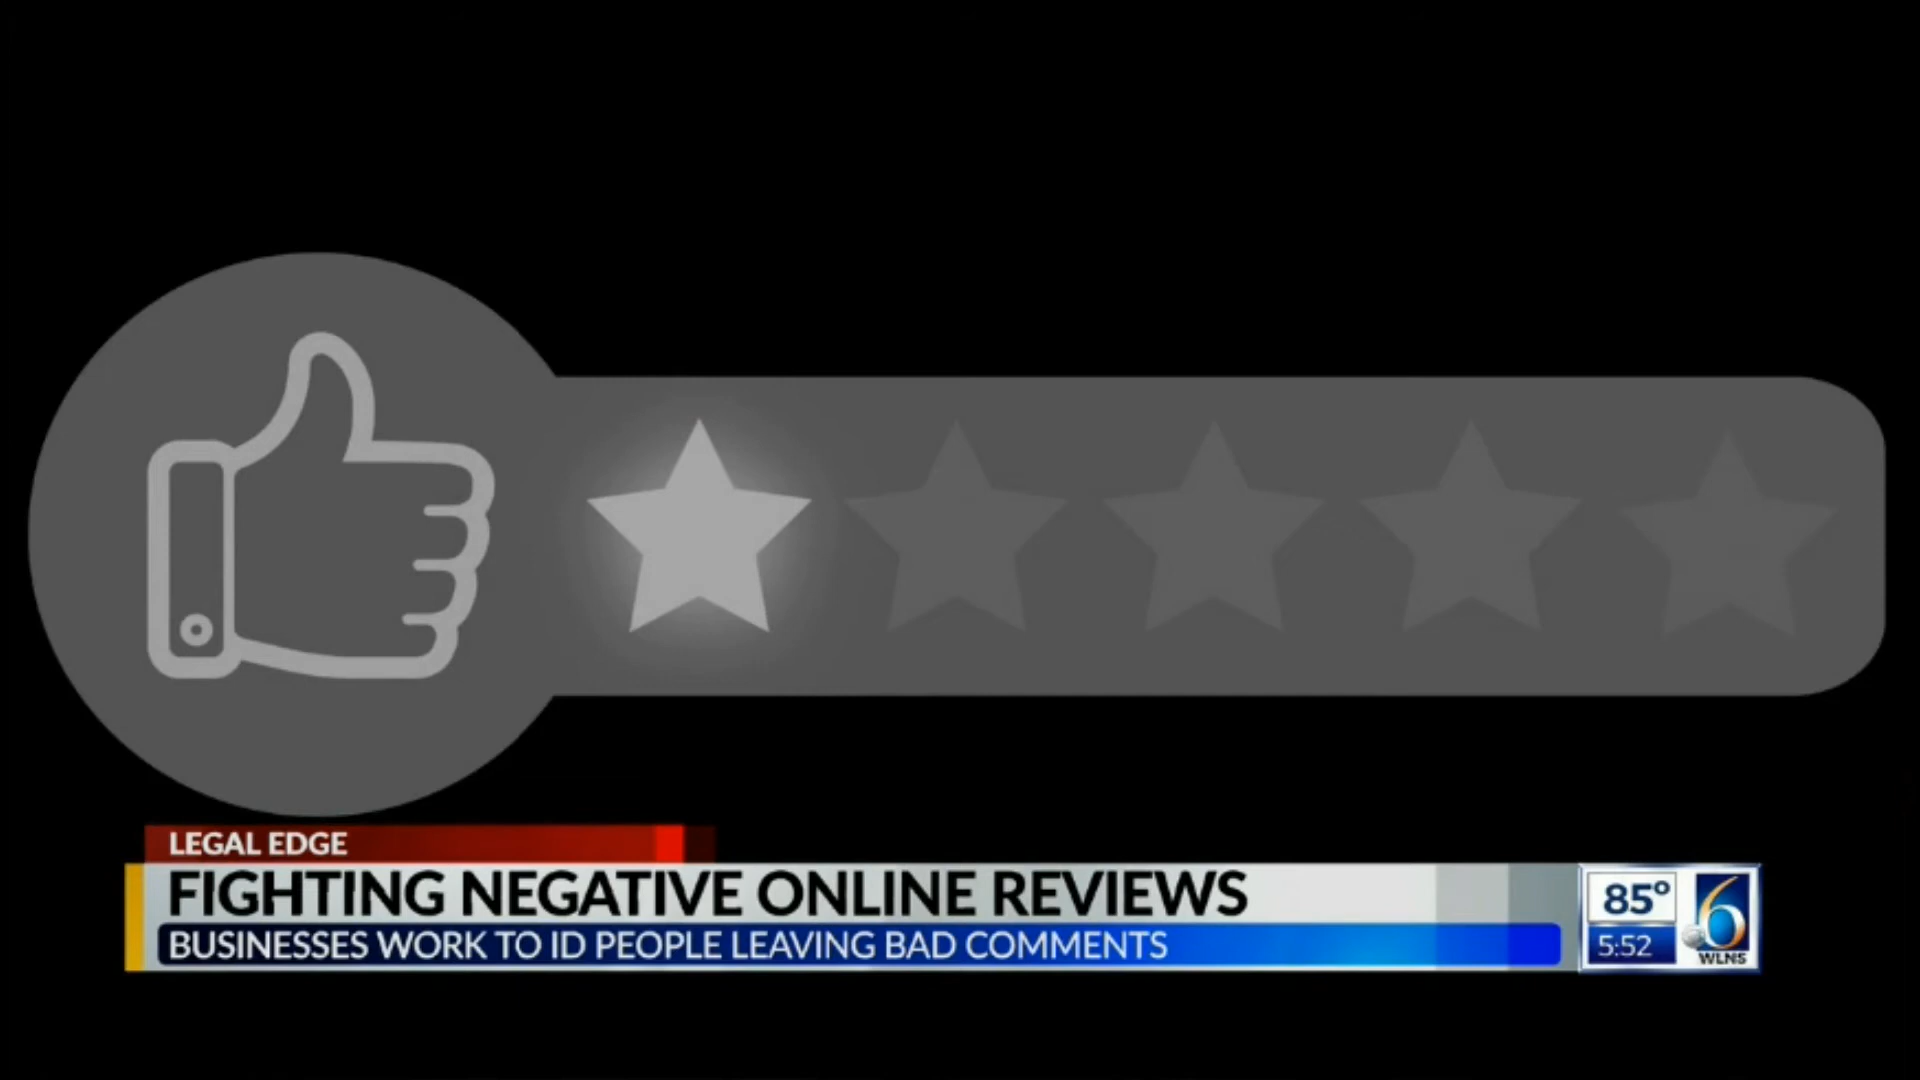 LEGAL EDGE
FIGHTING NEGATIVE ONLINE REVIEWS
BUSINESSES WORK TO ID PEOPLE LEAVING BAD COMMENTS
85°
5:52
6
WLNS